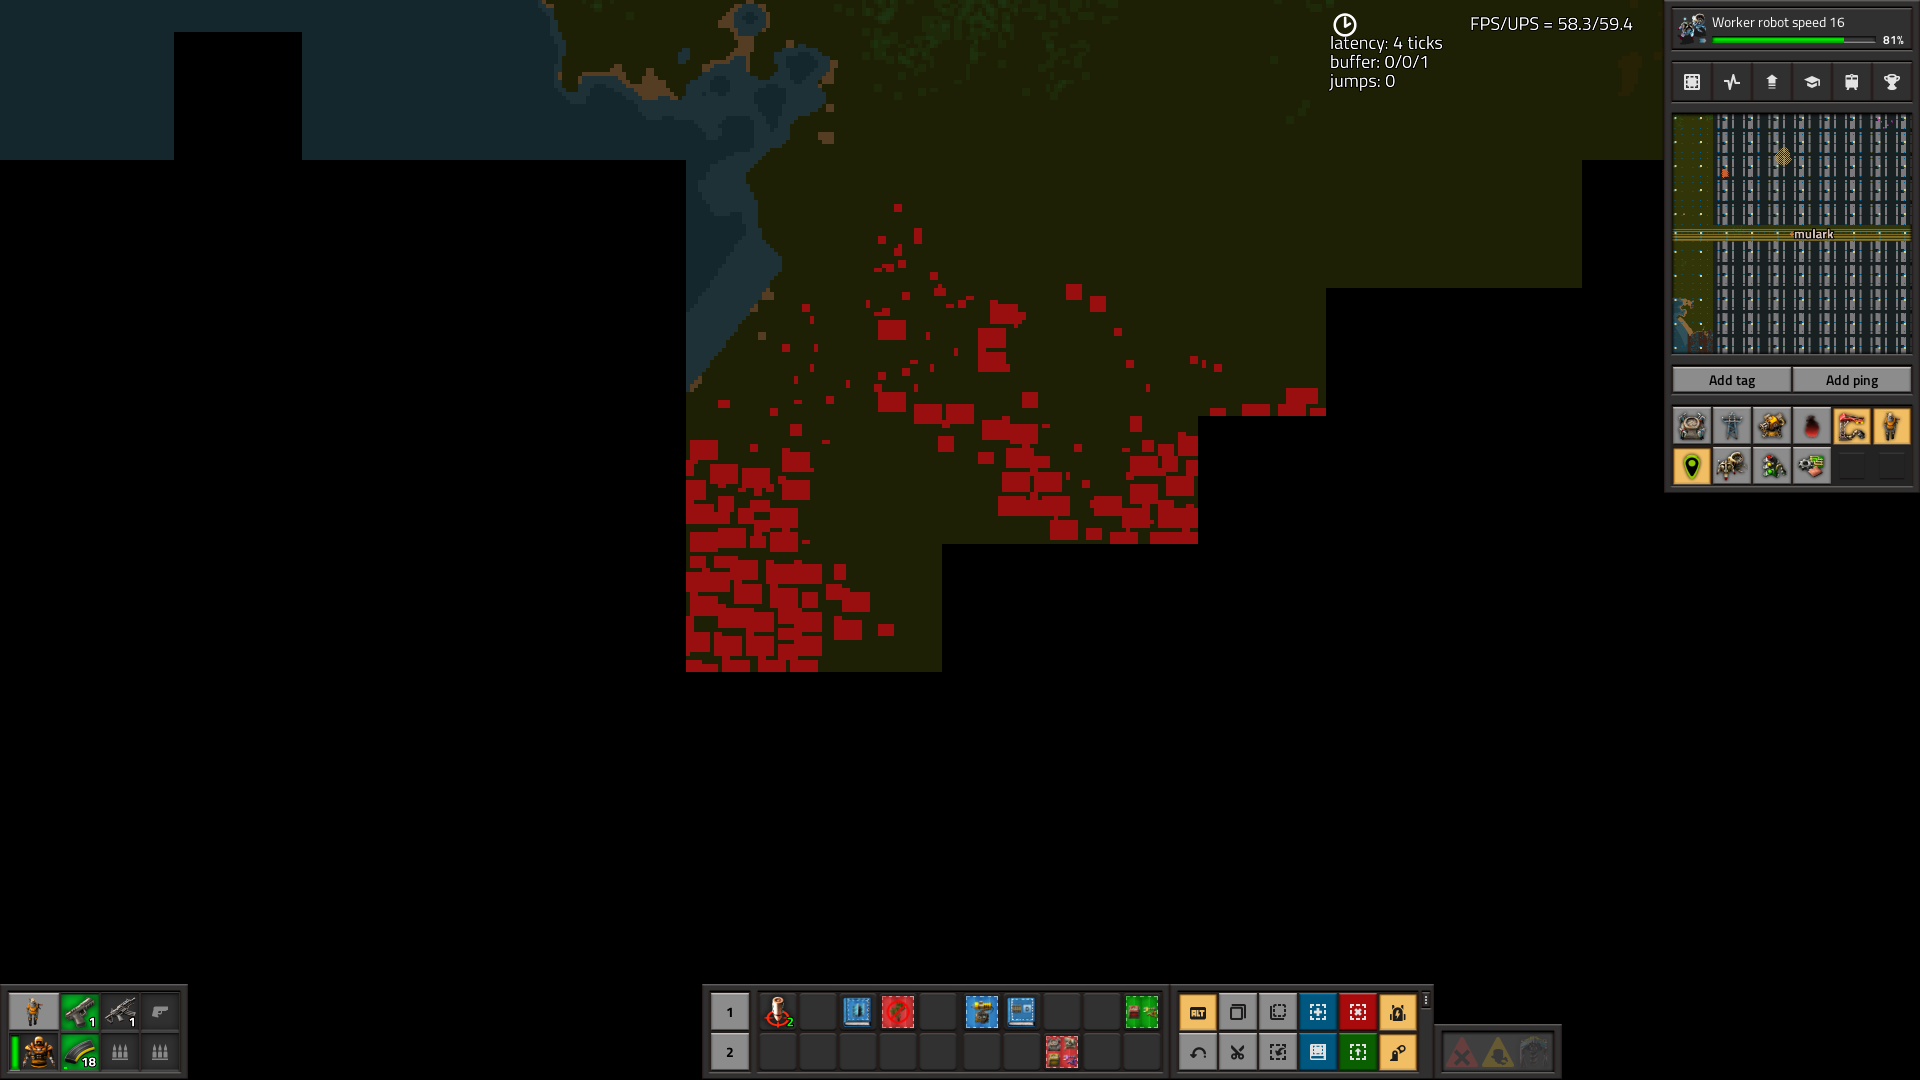 FPS/UPS = 58.3/59.4
latency: 4 ticks
buffer: 0/0/1
jumps: 0
Worker robot speed 16
81%
mulark
Add tag
Add ping
1
1
1
2
18
2
ALT